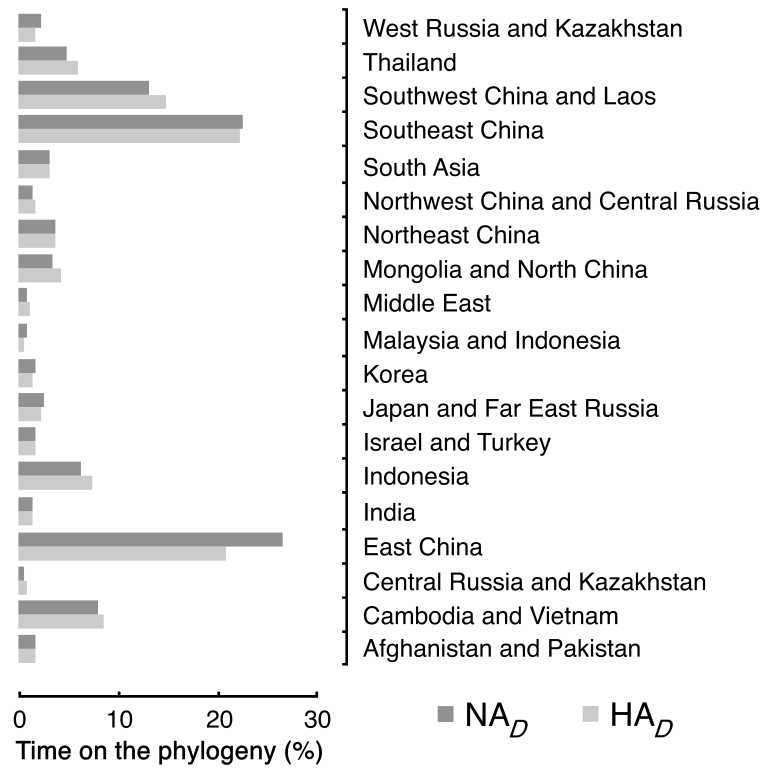 West Russia and Kazakhstan
Thailand
Southwest China and Laos
Southeast China
South Asia
Northwest China and Central Russia
Northeast China
Mongolia and North China
Middle East
Malaysia and Indonesia
Korea
Japan and Far East Russia
Israel and Turkey
Indonesia
India
East China
Central Russia and Kazakhstan
Cambodia and Vietnam
Afghanistan and Pakistan
0 10 20 30
Time on the phylogeny (%)
NAD HAD